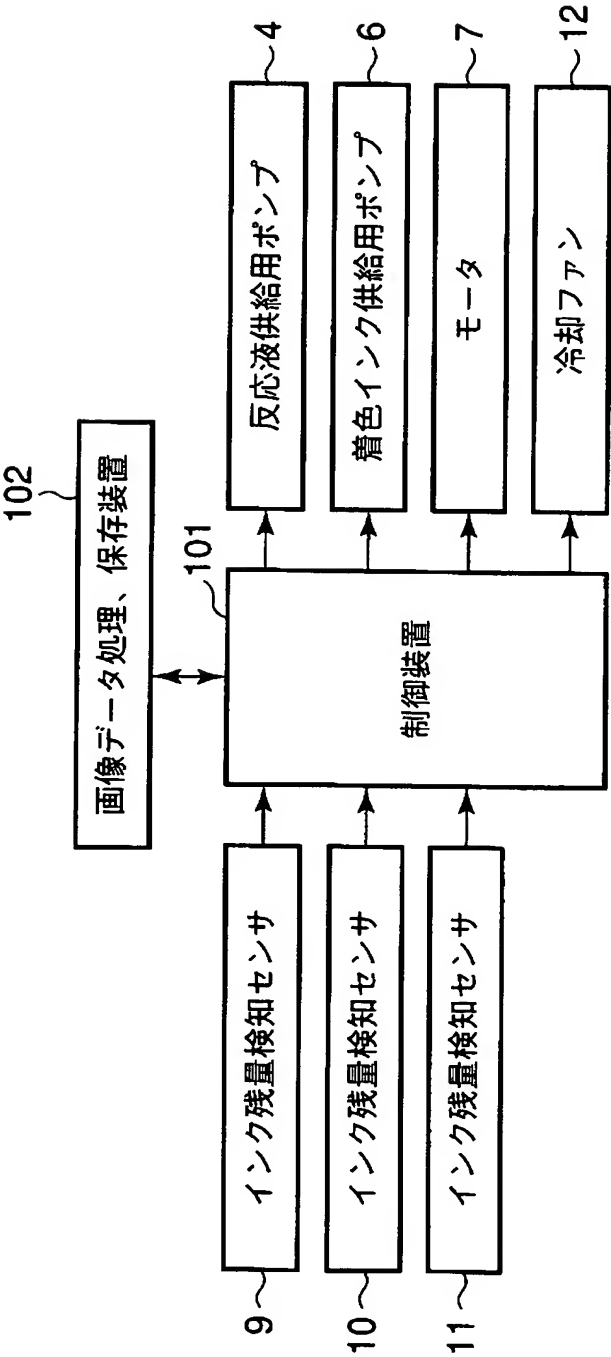 102
画像データ処理、保存装置
101
制御装置
9
インク残量検知センサ
10
インク残量検知センサ
11
インク残量検知センサ
反応液供給用ポンプ
4
着色インク供給用ポンプ
6
モータ
7
冷却ファン
12